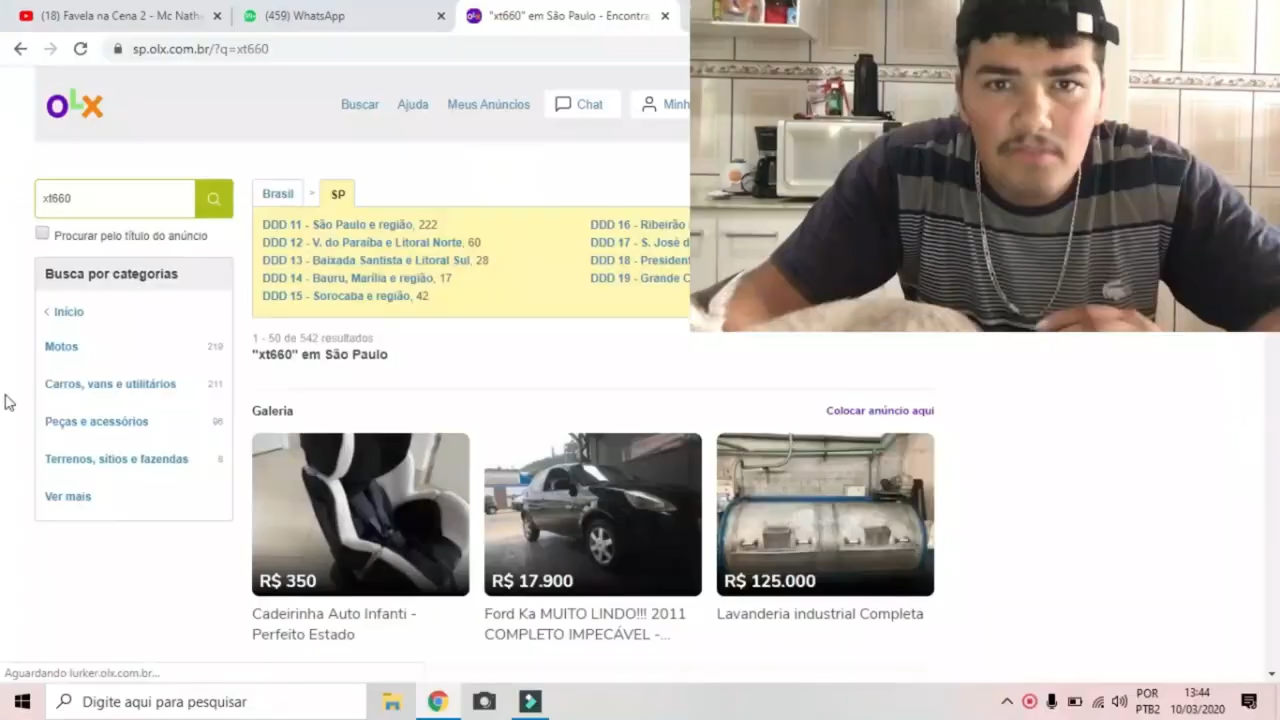 (18) Favela na Cena 2 - Mc Nath
(459) WhatsApp
"xt660" em São Paulo - Encontra
sp.olx.com.br/?q=xt660
OLX
Buscar
Ajuda
Meus Anúncios
Chat
Minh
xt660
Procurar pelo título do anúncio
Brasil > SP
DDD 11 - São Paulo e região, 222
DDD 12 - V. do Paraíba e Litoral Norte, 60
DDD 13 - Baixada Santista e Litoral Sul, 28
DDD 14 - Bauru, Marília e região, 17
DDD 15 - Sorocaba e região, 42
DDD 16 - Ribeirão
DDD 17 - S. José d
DDD 18 - President
DDD 19 - Grande C
Busca por categorias
< Início
Motos 219
Carros, vans e utilitários 211
Peças e acessórios 96
Terrenos, sítios e fazendas
Ver mais
1 - 50 de 542 resultados
"xt660" em São Paulo
Galeria
Colocar anúncio aqui
R$ 350
Cadeirinha Auto Infanti -
Perfeito Estado
R$ 17.900
Ford Ka MUITO LINDO!!! 2011
COMPLETO IMPECÁVEL -...
R$ 125.000
Lavanderia industrial Completa
Aguardando lurker.olx.com.br...
Digite aqui para pesquisar
POR
PTB2
13:44
10/03/2020